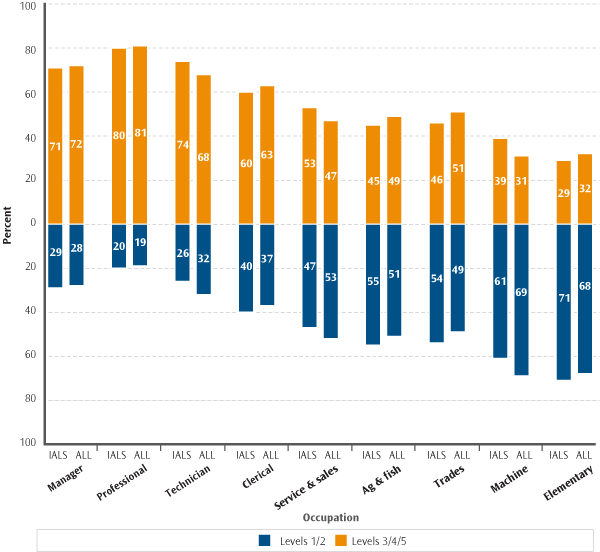 100
80
60
40
20
0
20
40
60
80
100
Percent
71 72 80 81 74 68 60 63 53 47 45 49 46 51 39 31 29 32
29 28 20 19 26 32 40 37 47 53 55 51 54 49 61 69 71 68
IALS ALL IALS ALL IALS ALL IALS ALL IALS ALL IALS ALL IALS ALL IALS ALL IALS ALL
Manager Professional Technician Clerical Service & sales Ag & fish Trades Machine Elementary
Occupation
Levels 1/2 Levels 3/4/5